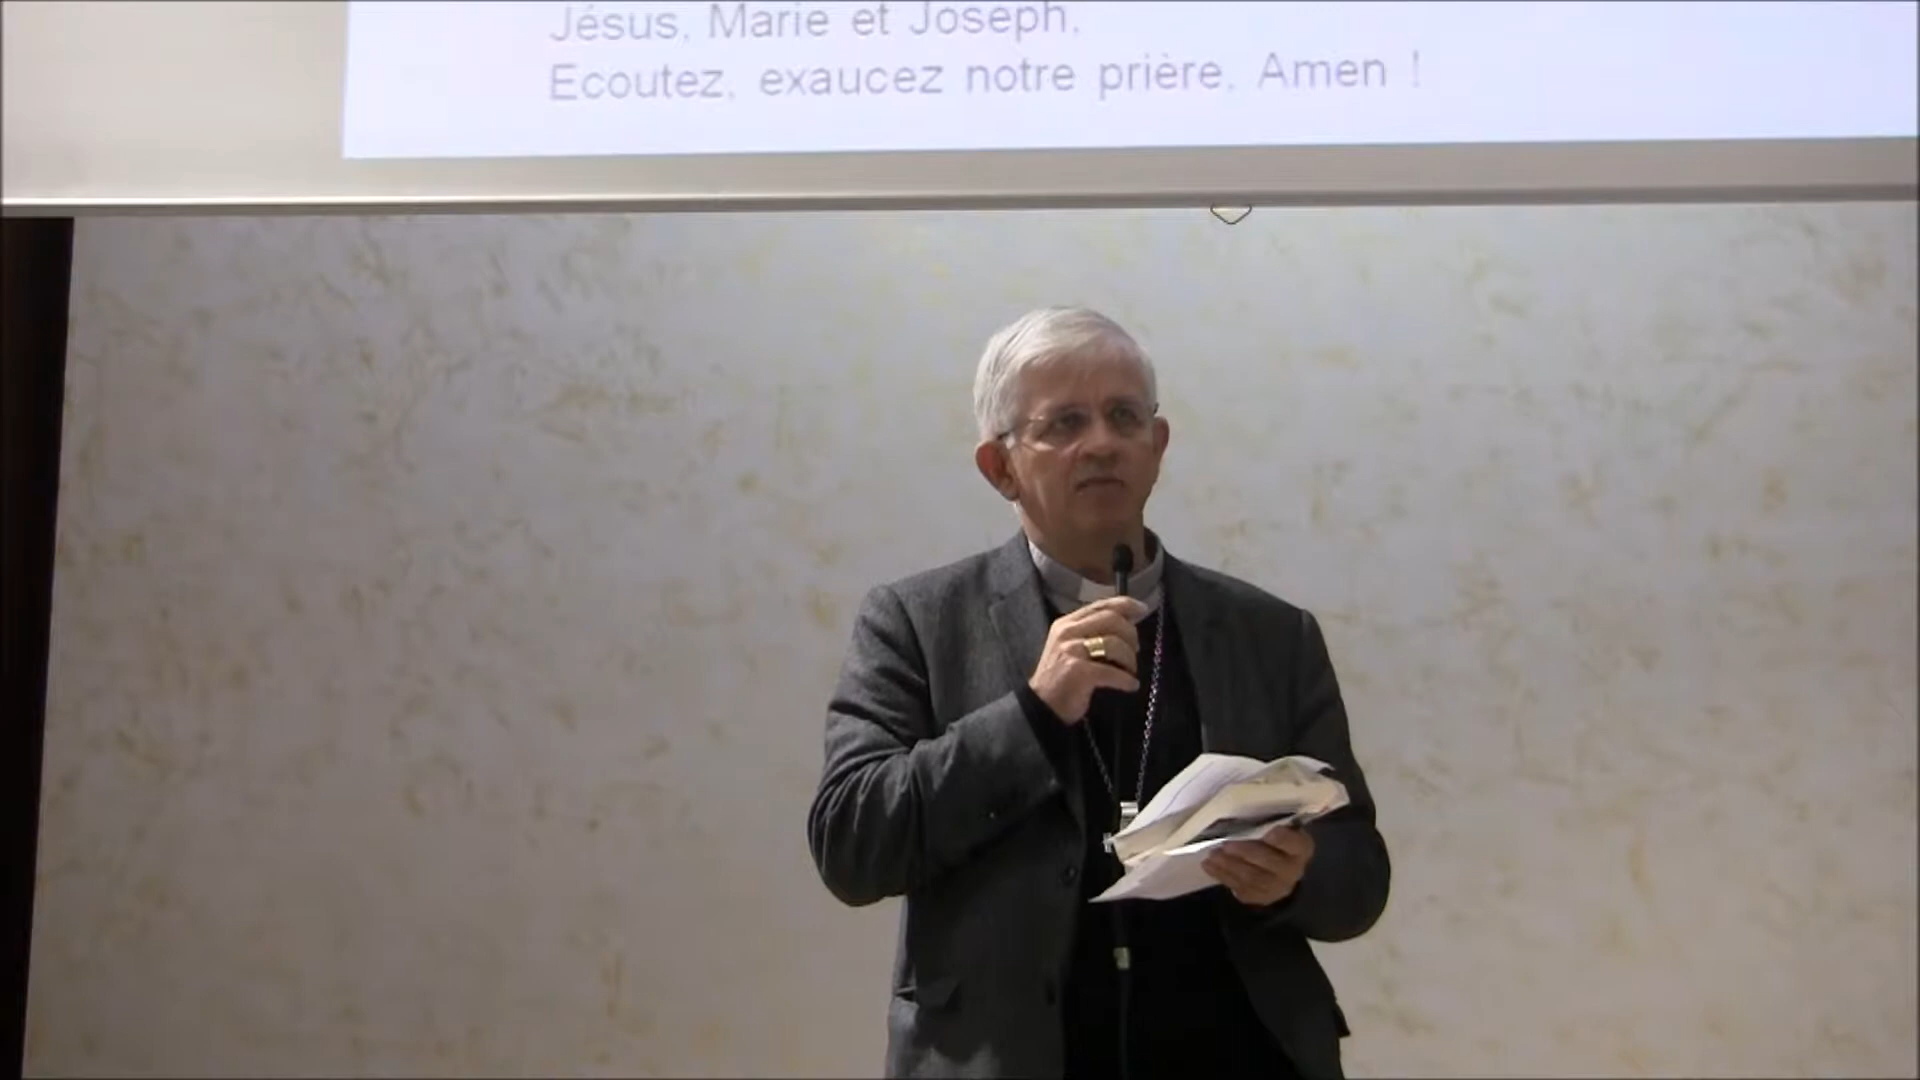 Jésus, Marie et Joseph,
Ecoutez, exaucez notre prière, Amen !